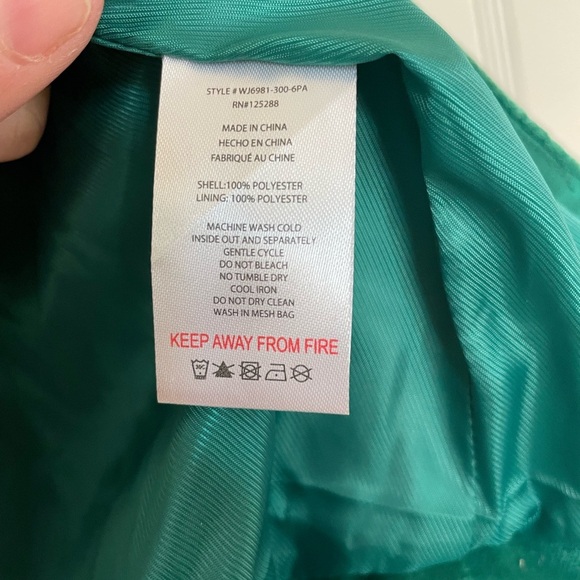 STYLE # WJ6981-300-6PA
RN#125288
MADE IN CHINA
HECHO EN CHINA
FABRIQUÉ AU CHINE
SHELL:100% POLYESTER
LINING: 100% POLYESTER
MACHINE WASH COLD
INSIDE OUT AND SEPARATELY
GENTLE CYCLE
DO NOT BLEACH
NO TUMBLE DRY
COOL IRON
DO NOT DRY CLEAN
WASH IN MESH BAG
KEEP AWAY FROM FIRE